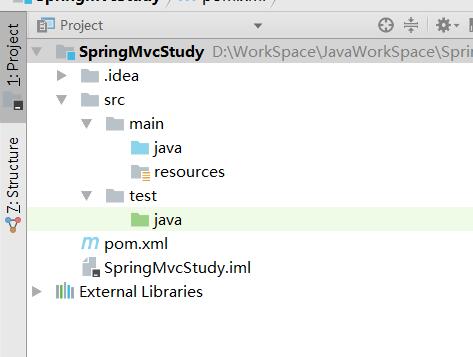 SpringMvcStudy pom.xml
1: Project
Z: Structure
Project
SpringMvcStudy D:\WorkSpace\JavaWorkSpace\Spri
.idea
src
main
java
resources
test
java
pom.xml
SpringMvcStudy.iml
External Libraries